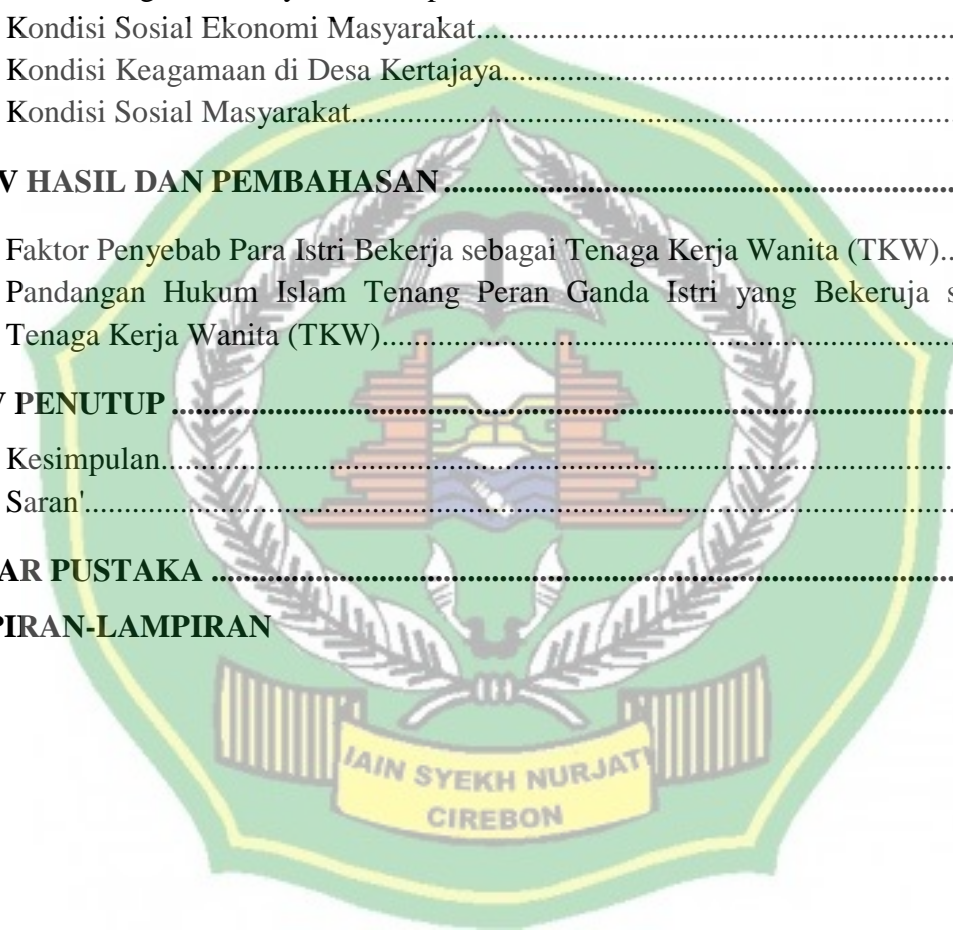 Kondisi Sosial Ekonomi Masyarakat................................................
Kondisi Keagamaan di Desa Kertajaya................................................
Kondisi Sosial Masyarakat................................................
V HASIL DAN PEMBAHASAN................................................
Faktor Penyebab Para Istri Bekerja sebagai Tenaga Kerja Wanita (TKW)..
Pandangan Hukum Islam Tenang Peran Ganda Istri yang Bekeruja s
Tenaga Kerja Wanita (TKW)................................................
PENUTUP................................................
Kesimpulan................................................
Saran'................................................
AR PUSTAKA................................................
PIRAN-LAMPIRAN
IAIN SYEKH NURJATI
CIREBON